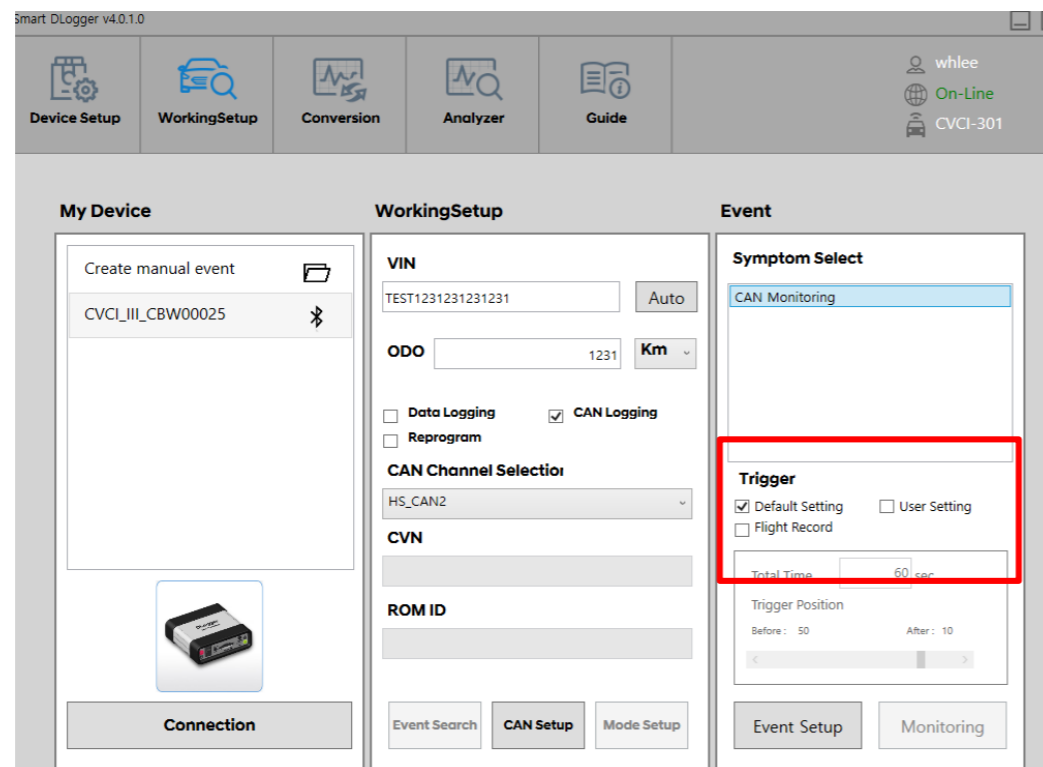 Smart DLogger v4.0.1.0
Device Setup
WorkingSetup
Conversion
Analyzer
Guide
whlee
On-Line
CVCI-301
My Device
Create manual event
CVCI_III_CBW00025
Connection
WorkingSetup
VIN
TEST1231231231231
Auto
ODO
1231
Km
Data Logging
CAN Logging
Reprogram
CAN Channel Selection
HS_CAN2
CVN
ROM ID
Event Search
CAN Setup
Mode Setup
Event
Symptom Select
CAN Monitoring
Trigger
Default Setting
User Setting
Flight Record
Total Time
60 sec
Trigger Position
Before : 50
After : 10
Event Setup
Monitoring